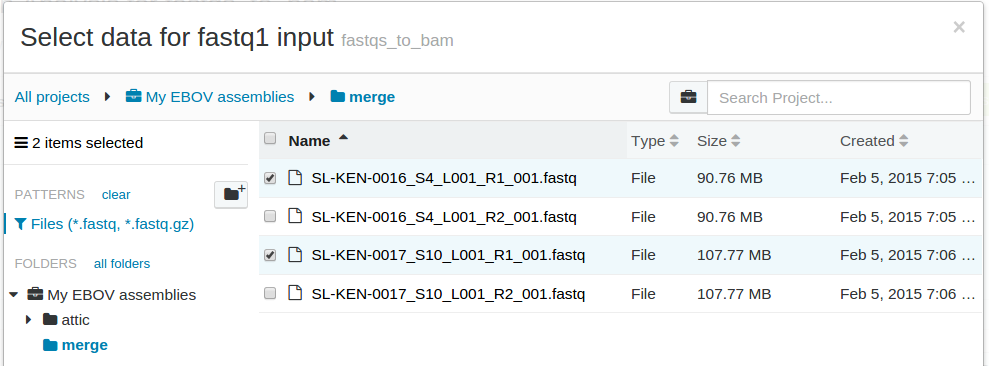 Select data for fastq1 input fastqs_to_bam ×
All projects My EBOV assemblies merge Search Project...
2 items selected
PATTERNS clear
Files (*.fastq, *.fastq.gz)
FOLDERS all folders
My EBOV assemblies
attic
merge
Name Type Size Created
SL-KEN-0016_S4_L001_R1_001.fastq File 90.76 MB Feb 5, 2015 7:05 ...
SL-KEN-0016_S4_L001_R2_001.fastq File 90.76 MB Feb 5, 2015 7:05 ...
SL-KEN-0017_S10_L001_R1_001.fastq File 107.77 MB Feb 5, 2015 7:06 ...
SL-KEN-0017_S10_L001_R2_001.fastq File 107.77 MB Feb 5, 2015 7:06 ...